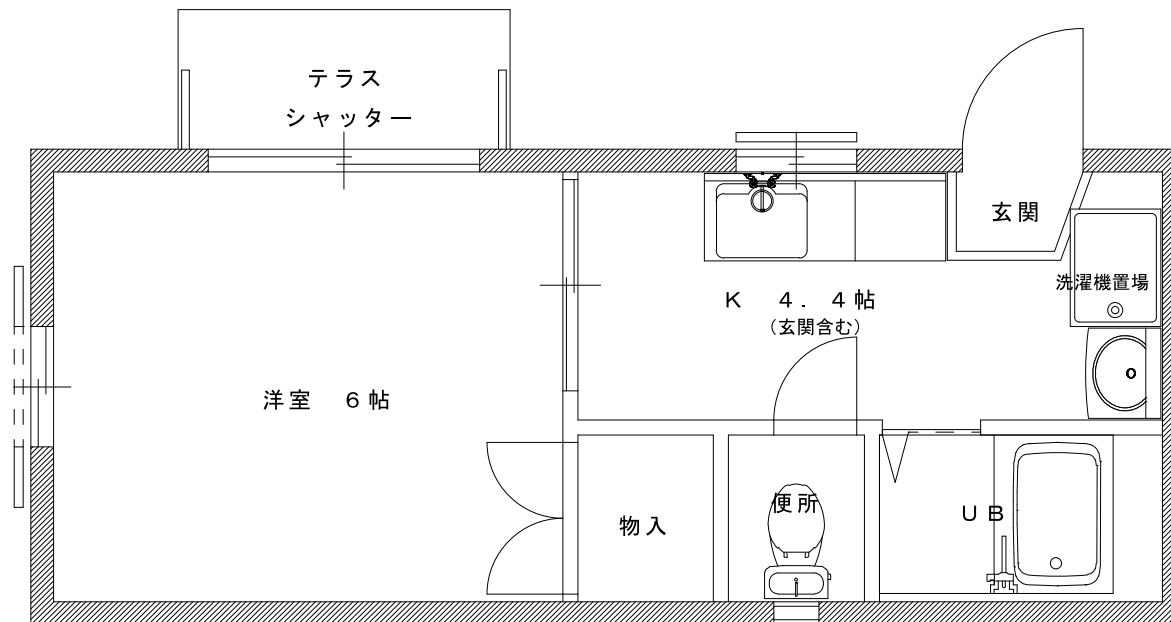 テラス
シャッター
玄関
洗濯機置場
K 4.4帖
(玄関含む)
洋室 6帖
物入
便所
UB